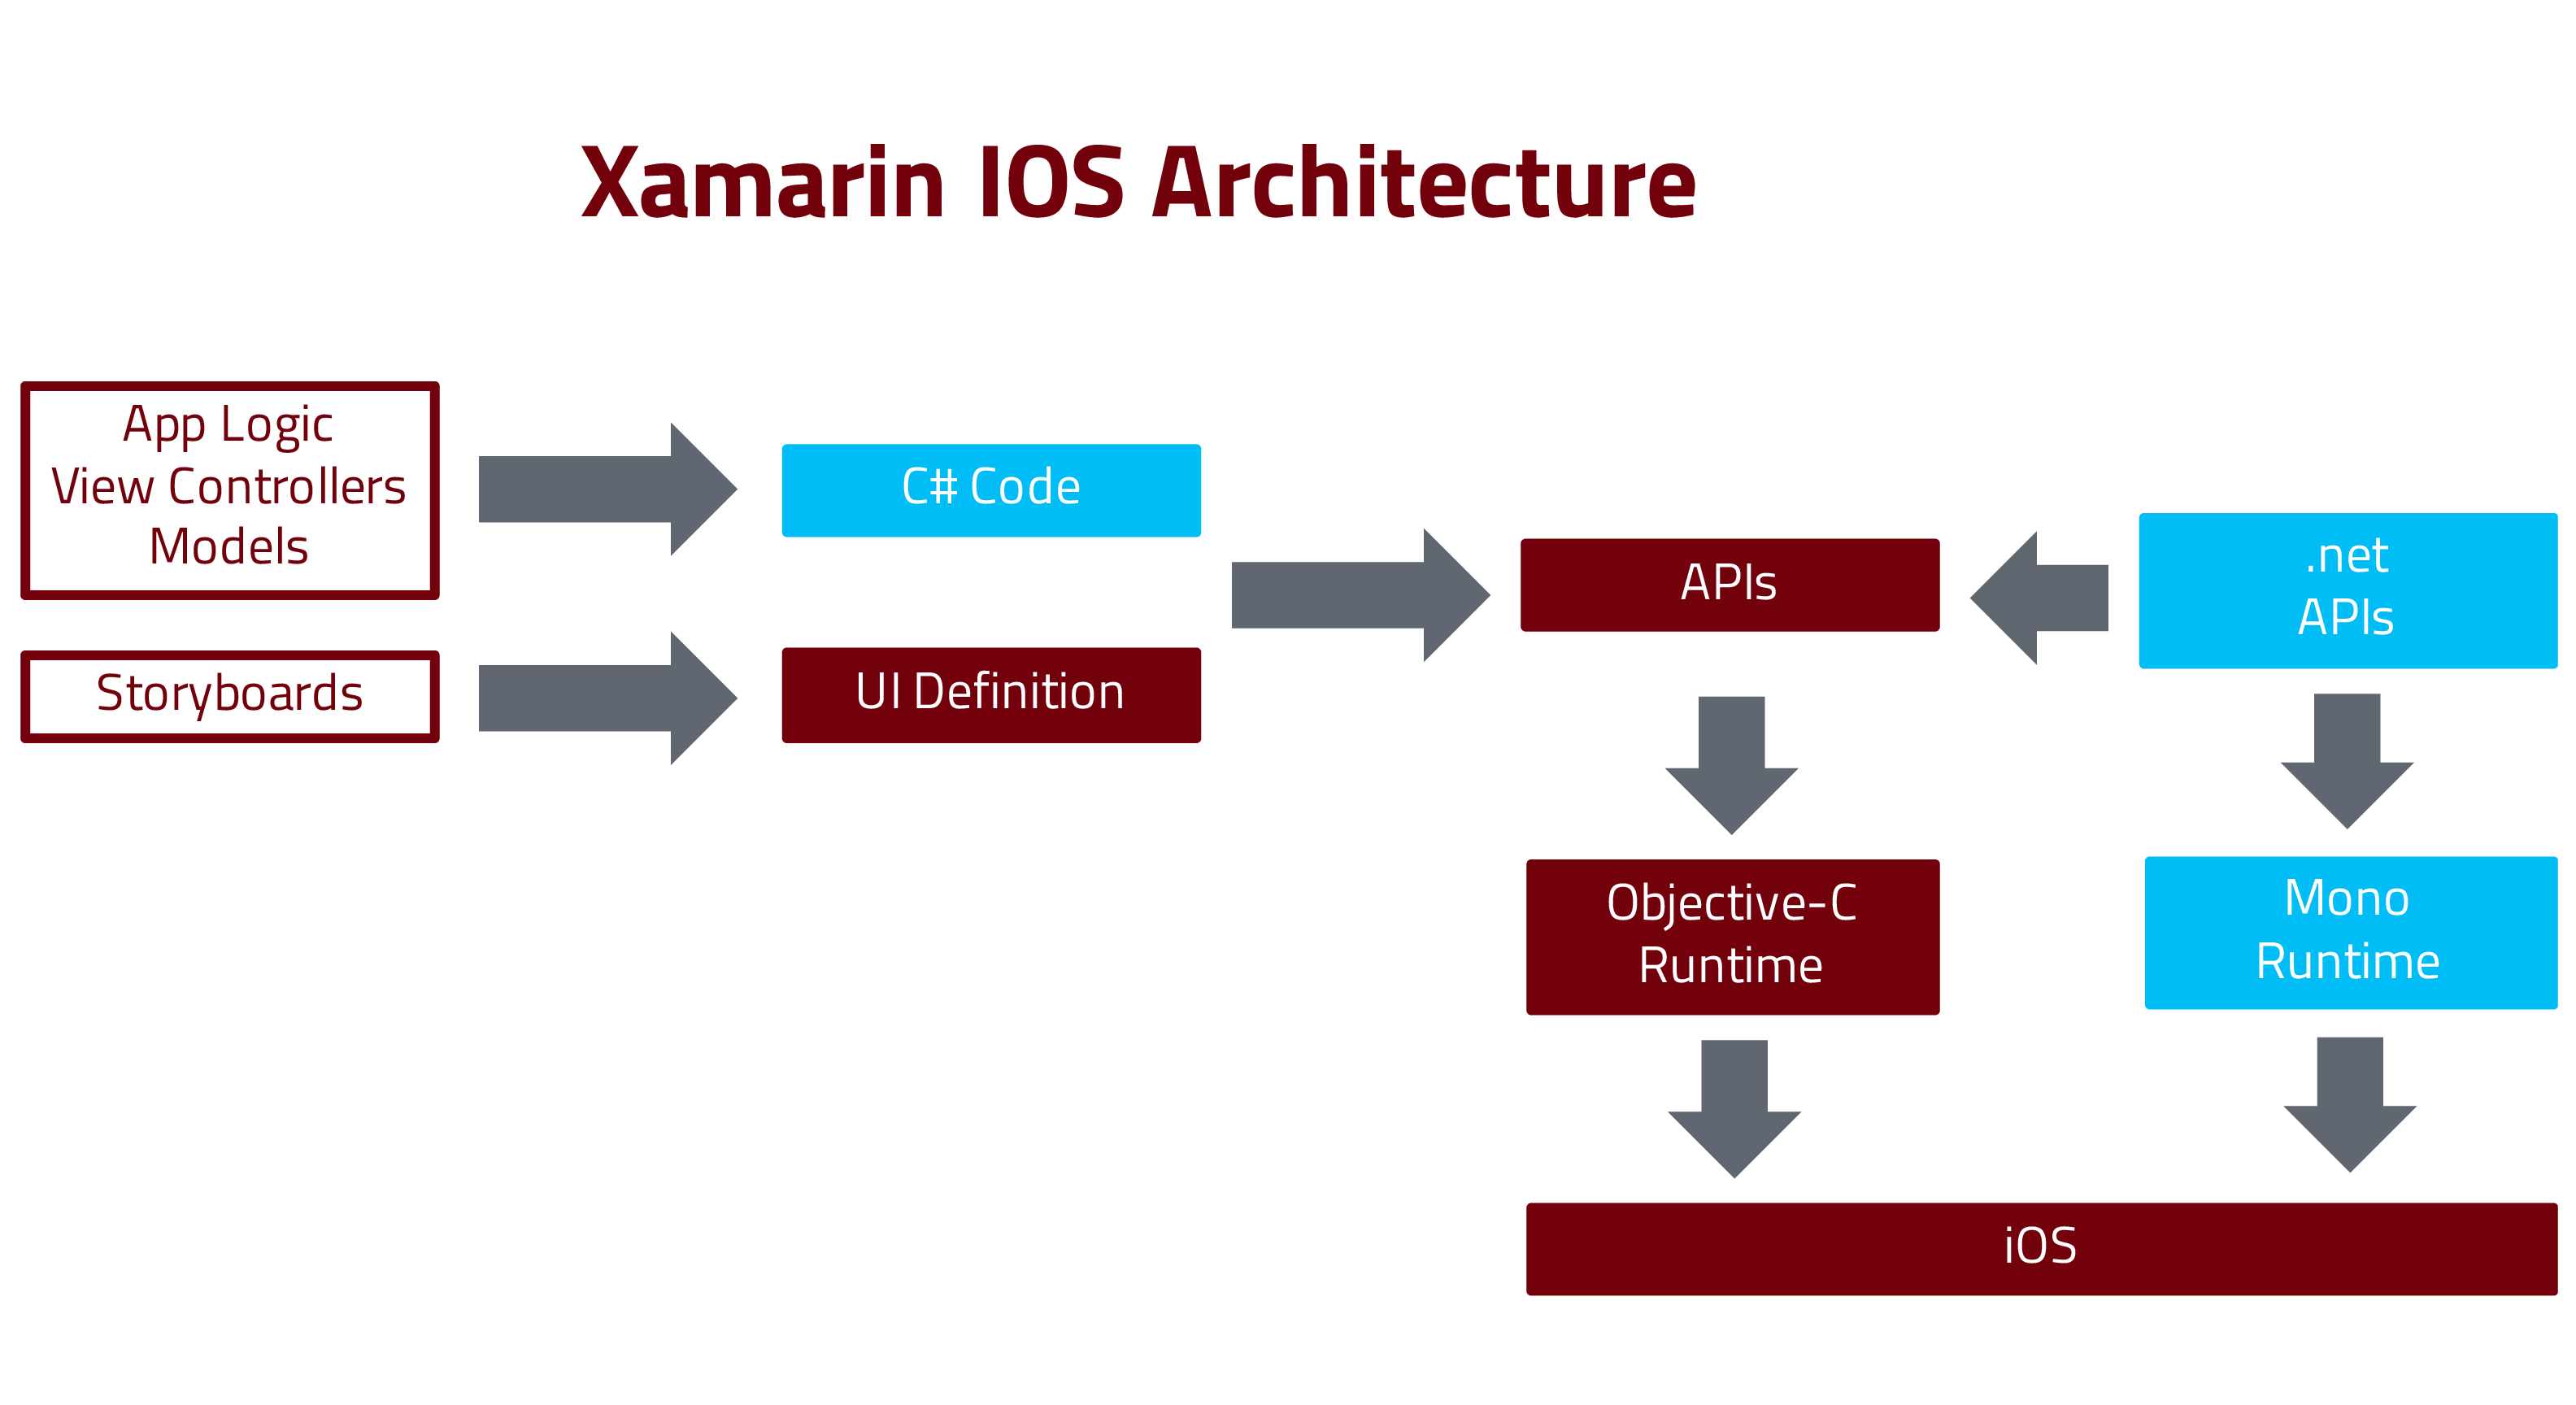 Xamarin IOS Architecture
App Logic
View Controllers
Models
Storyboards
C# Code
UI Definition
APIs
.net
APIs
Objective-C
Runtime
Mono
Runtime
iOS